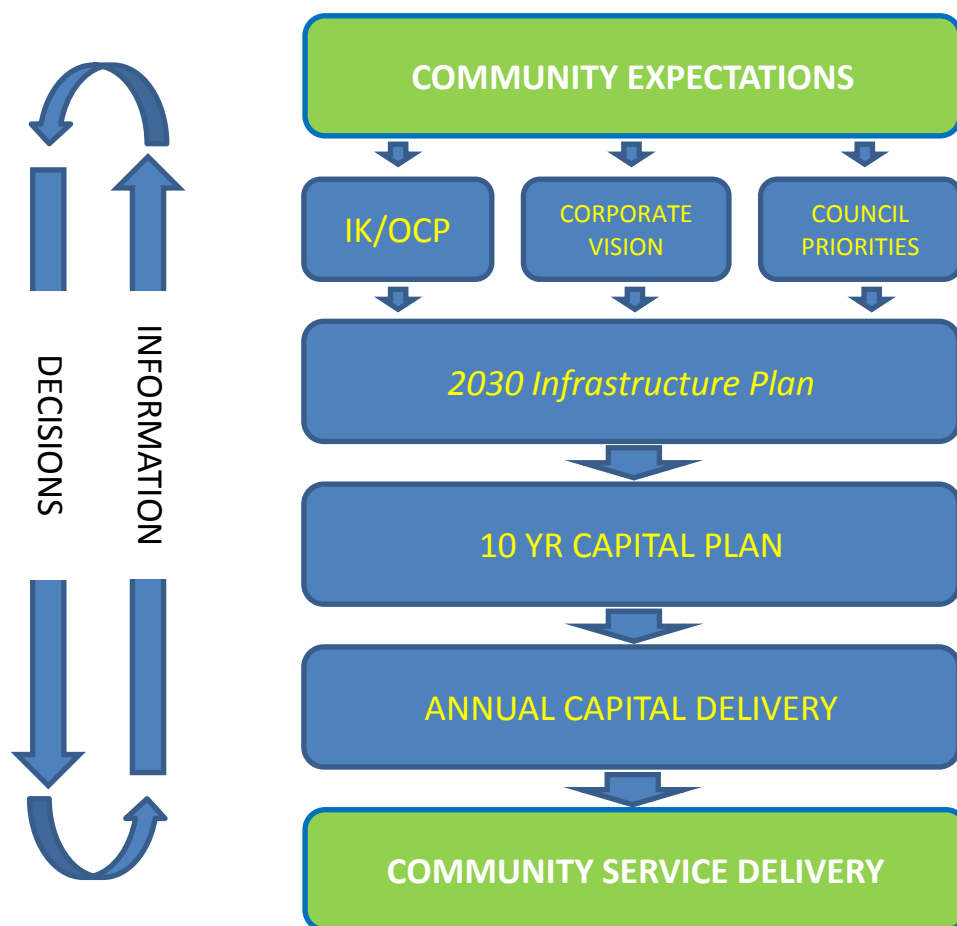 COMMUNITY EXPECTATIONS
IK/OCP
CORPORATE
VISION
COUNCIL
PRIORITIES
2030 Infrastructure Plan
10 YR CAPITAL PLAN
ANNUAL CAPITAL DELIVERY
COMMUNITY SERVICE DELIVERY
DECISIONS
INFORMATION